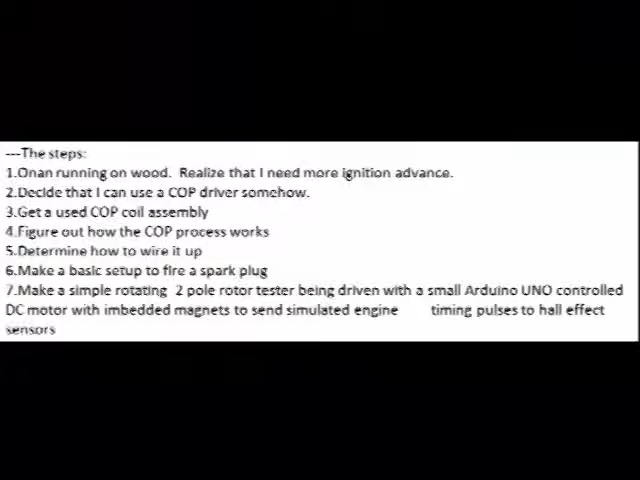 ---The steps:
1.Onan running on wood.  Realize that I need more ignition advance.
2.Decide that I can use a COP driver somehow.
3.Get a used COP coil assembly
4.Figure out how the COP process works
5.Determine how to wire it up
6.Make a basic setup to fire a spark plug
7.Make a simple rotating  2 pole rotor tester being driven with a small Arduino UNO controlled
DC motor with imbedded magnets to send simulated engine       timing pulses to hall effect
sensors